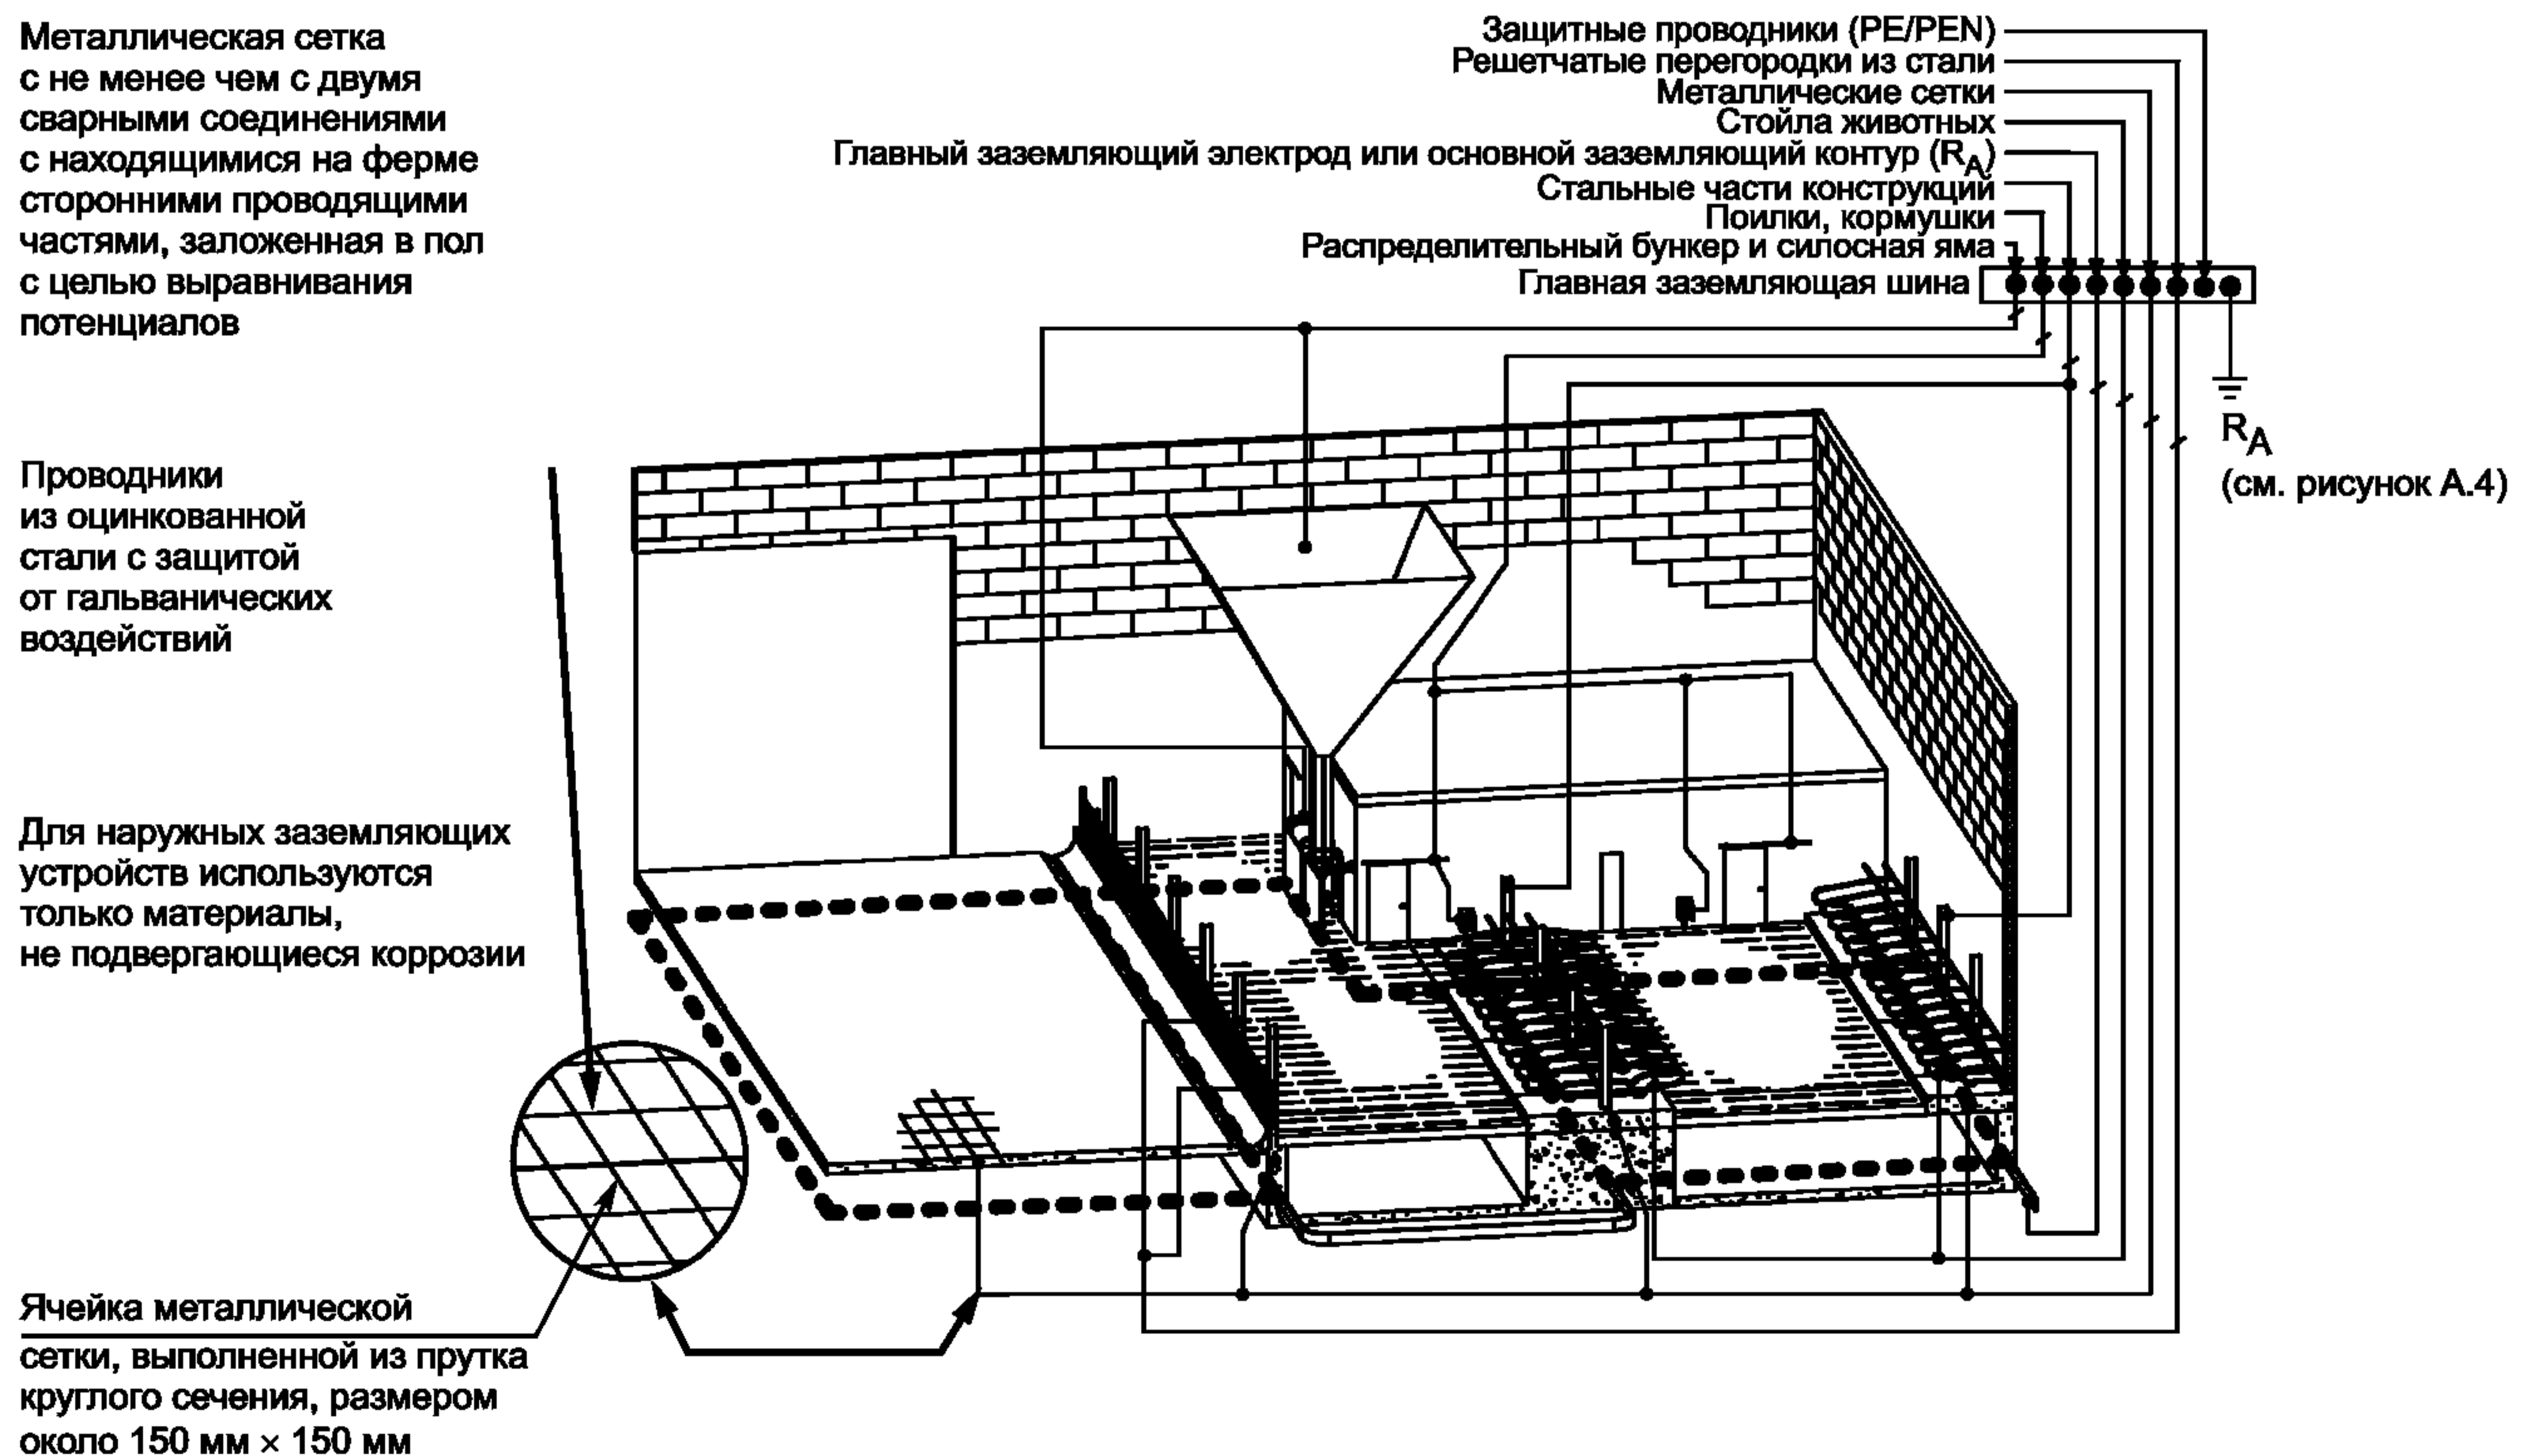 Металлическая сетка
с не менее чем с двумя
сварными соединениями
с находящимися на ферме
сторонними проводящими
частями, заложенная в пол
с целью выравнивания
потенциалов
Защитные проводники (PE/PEN)
Решетчатые перегородки из стали
Металлические сетки
Стойла животных
Главный заземляющий электрод или основной заземляющий контур (RA)
Стальные части конструкций
Поилки, кормушки
Распределительный бункер и силосная яма
Главная заземляющая шина
RA
(см. рисунок А.4)
Проводники
из оцинкованной
стали с защитой
от гальванических
воздействий
Для наружных заземляющих
устройств используются
только материалы,
не подвергающиеся коррозии
Ячейка металлической
сетки, выполненной из прутка
круглого сечения, размером
около 150 мм × 150 мм